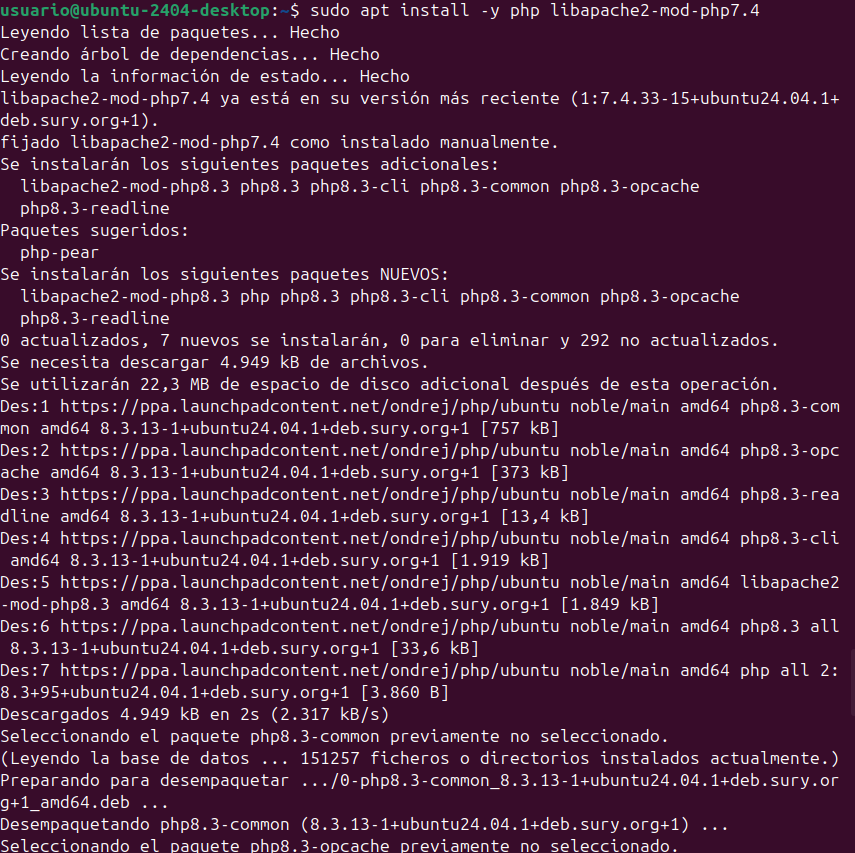 usuario@ubuntu-2404-desktop:~$ sudo apt install -y php libapache2-mod-php7.4
Leyendo lista de paquetes... Hecho
Creando árbol de dependencias... Hecho
Leyendo la información de estado... Hecho
libapache2-mod-php7.4 ya está en su versión más reciente (1:7.4.33-15+ubuntu24.04.1+
deb.sury.org+1).
fijado libapache2-mod-php7.4 como instalado manualmente.
Se instalarán los siguientes paquetes adicionales:
  libapache2-mod-php8.3 php8.3 php8.3-cli php8.3-common php8.3-opcache
  php8.3-readline
Paquetes sugeridos:
  php-pear
Se instalarán los siguientes paquetes NUEVOS:
  libapache2-mod-php8.3 php php8.3 php8.3-cli php8.3-common php8.3-opcache
  php8.3-readline
0 actualizados, 7 nuevos se instalarán, 0 para eliminar y 292 no actualizados.
Se necesita descargar 4.949 kB de archivos.
Se utilizarán 22,3 MB de espacio de disco adicional después de esta operación.
Des:1 https://ppa.launchpadcontent.net/ondrej/php/ubuntu noble/main amd64 php8.3-com
mon amd64 8.3.13-1+ubuntu24.04.1+deb.sury.org+1 [757 kB]
Des:2 https://ppa.launchpadcontent.net/ondrej/php/ubuntu noble/main amd64 php8.3-opc
ache amd64 8.3.13-1+ubuntu24.04.1+deb.sury.org+1 [373 kB]
Des:3 https://ppa.launchpadcontent.net/ondrej/php/ubuntu noble/main amd64 php8.3-rea
dline amd64 8.3.13-1+ubuntu24.04.1+deb.sury.org+1 [13,4 kB]
Des:4 https://ppa.launchpadcontent.net/ondrej/php/ubuntu noble/main amd64 php8.3-cli
 amd64 8.3.13-1+ubuntu24.04.1+deb.sury.org+1 [1.919 kB]
Des:5 https://ppa.launchpadcontent.net/ondrej/php/ubuntu noble/main amd64 libapache2
-mod-php8.3 amd64 8.3.13-1+ubuntu24.04.1+deb.sury.org+1 [1.849 kB]
Des:6 https://ppa.launchpadcontent.net/ondrej/php/ubuntu noble/main amd64 php8.3 all
 8.3.13-1+ubuntu24.04.1+deb.sury.org+1 [33,6 kB]
Des:7 https://ppa.launchpadcontent.net/ondrej/php/ubuntu noble/main amd64 php all 2:
8.3+95+ubuntu24.04.1+deb.sury.org+1 [3.860 B]
Descargados 4.949 kB en 2s (2.317 kB/s)
Seleccionando el paquete php8.3-common previamente no seleccionado.
(Leyendo la base de datos ... 151257 ficheros o directorios instalados actualmente.)
Preparando para desempaquetar .../0-php8.3-common_8.3.13-1+ubuntu24.04.1+deb.sury.or
g+1_amd64.deb ...
Desempaquetando php8.3-common (8.3.13-1+ubuntu24.04.1+deb.sury.org+1) ...
Seleccionando el paquete php8.3-opcache previamente no seleccionado.